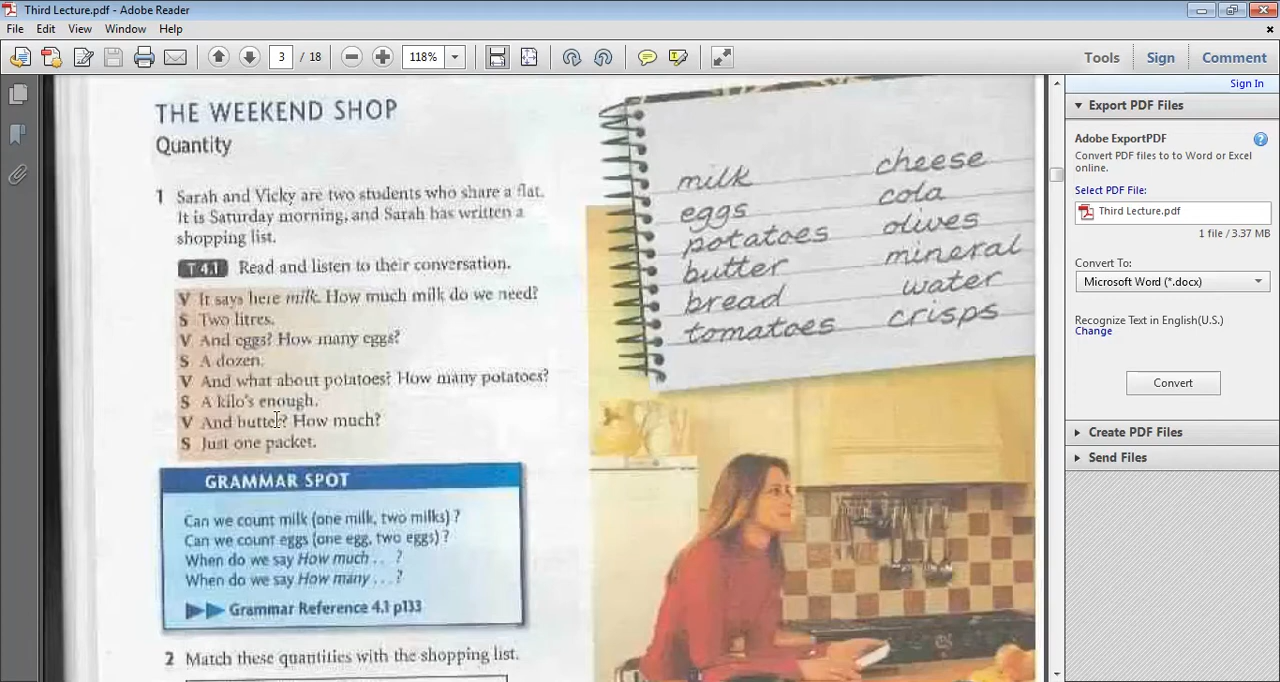 Third Lecture.pdf - Adobe Reader
File Edit View Window Help
3 / 18 118% Tools Sign Comment
THE WEEKEND SHOP
Quantity
1 Sarah and Vicky are two students who share a flat.
It is Saturday morning, and Sarah has written a
shopping list.
T 4.1 Read and listen to their conversation.
V It says here milk. How much milk do we need?
S Two litres.
V And eggs? How many eggs?
S A dozen.
V And what about potatoes? How many potatoes?
S A kilo's enough.
V And butter? How much?
S Just one packet.
GRAMMAR SPOT
Can we count milk (one milk, two milks) ?
Can we count eggs (one egg, two eggs) ?
When do we say How much . . ?
When do we say How many . . . ?
Grammar Reference 4.1 p133
2 Match these quantities with the shopping list.
milk
eggs
potatoes
butter
bread
tomatoes
cheese
cola
olives
mineral
water
crisps
Sign In
Export PDF Files
Adobe ExportPDF
Convert PDF files to to Word or Excel
online.
Select PDF File:
Third Lecture.pdf
1 file / 3.37 MB
Convert To:
Microsoft Word (*.docx)
Recognize Text in English(U.S.)
Change
Convert
Create PDF Files
Send Files